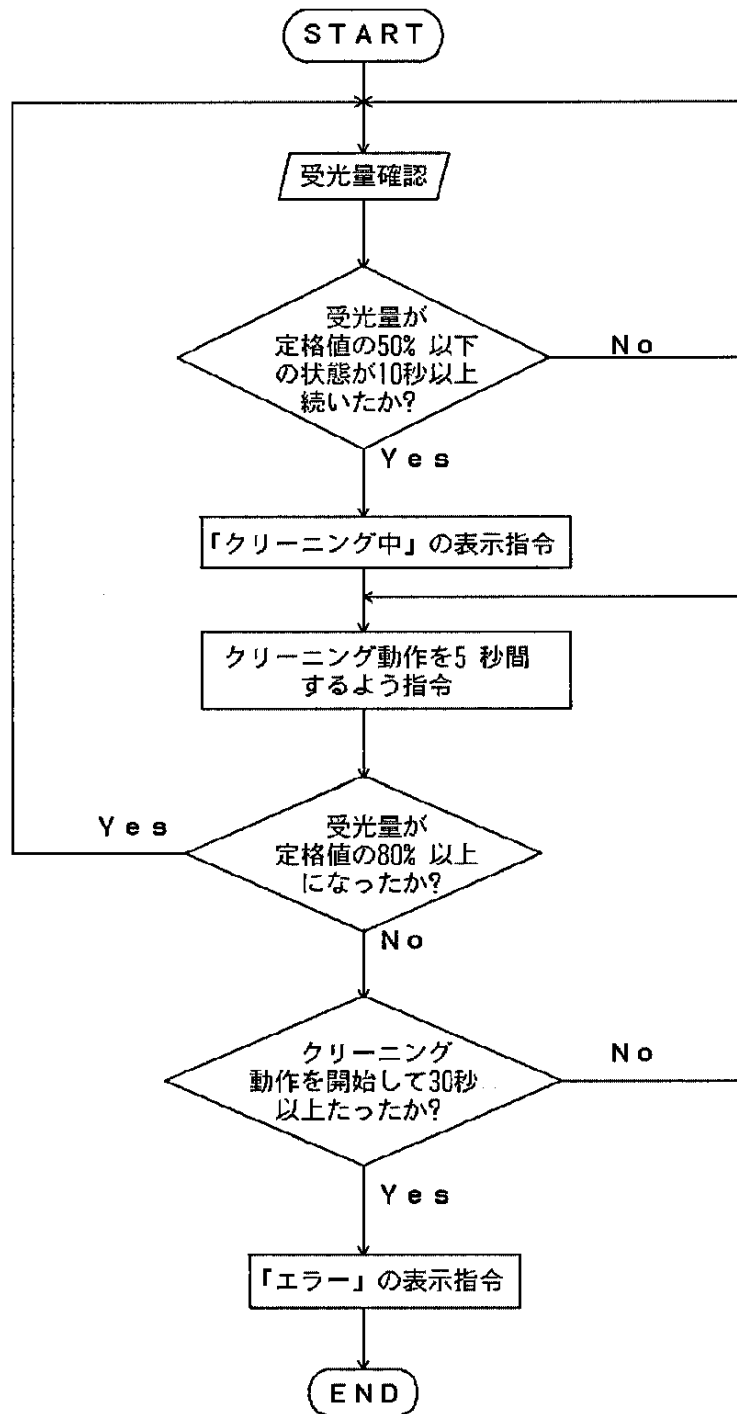 START
受光量確認
受光量が
定格値の50% 以下
の状態が10秒以上
続いたか?
No
Yes
「クリーニング中」の表示指令
クリーニング動作を5 秒間
するよう指令
Yes
受光量が
定格値の80% 以上
になったか?
No
クリーニング
動作を開始して30秒
以上たったか?
No
Yes
「エラー」の表示指令
END